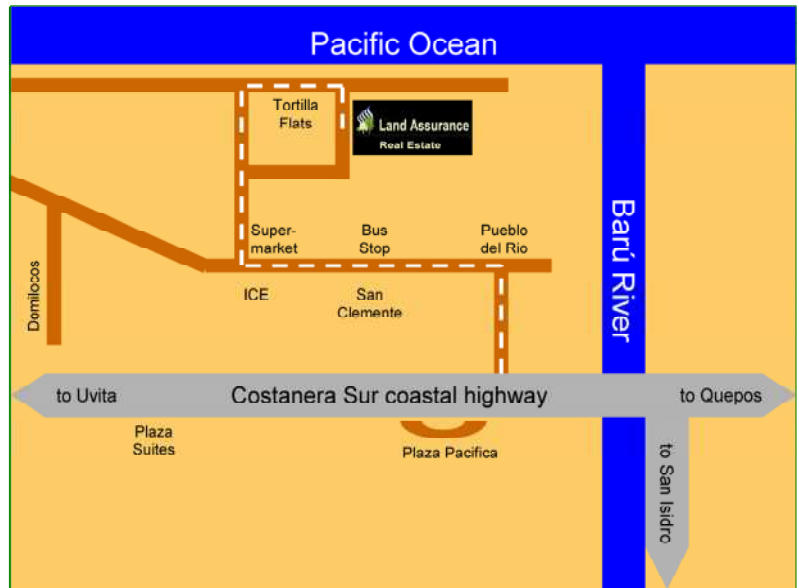 Pacific Ocean
Tortilla
Flats
Land Assurance
Real Estate
Super-
market
Bus
Stop
Pueblo
del Rio
Barú River
Domilocos
ICE
San
Clemente
to Uvita
Costanera Sur coastal highway
to Quepos
Plaza
Suites
Plaza Pacifica
to San Isidro